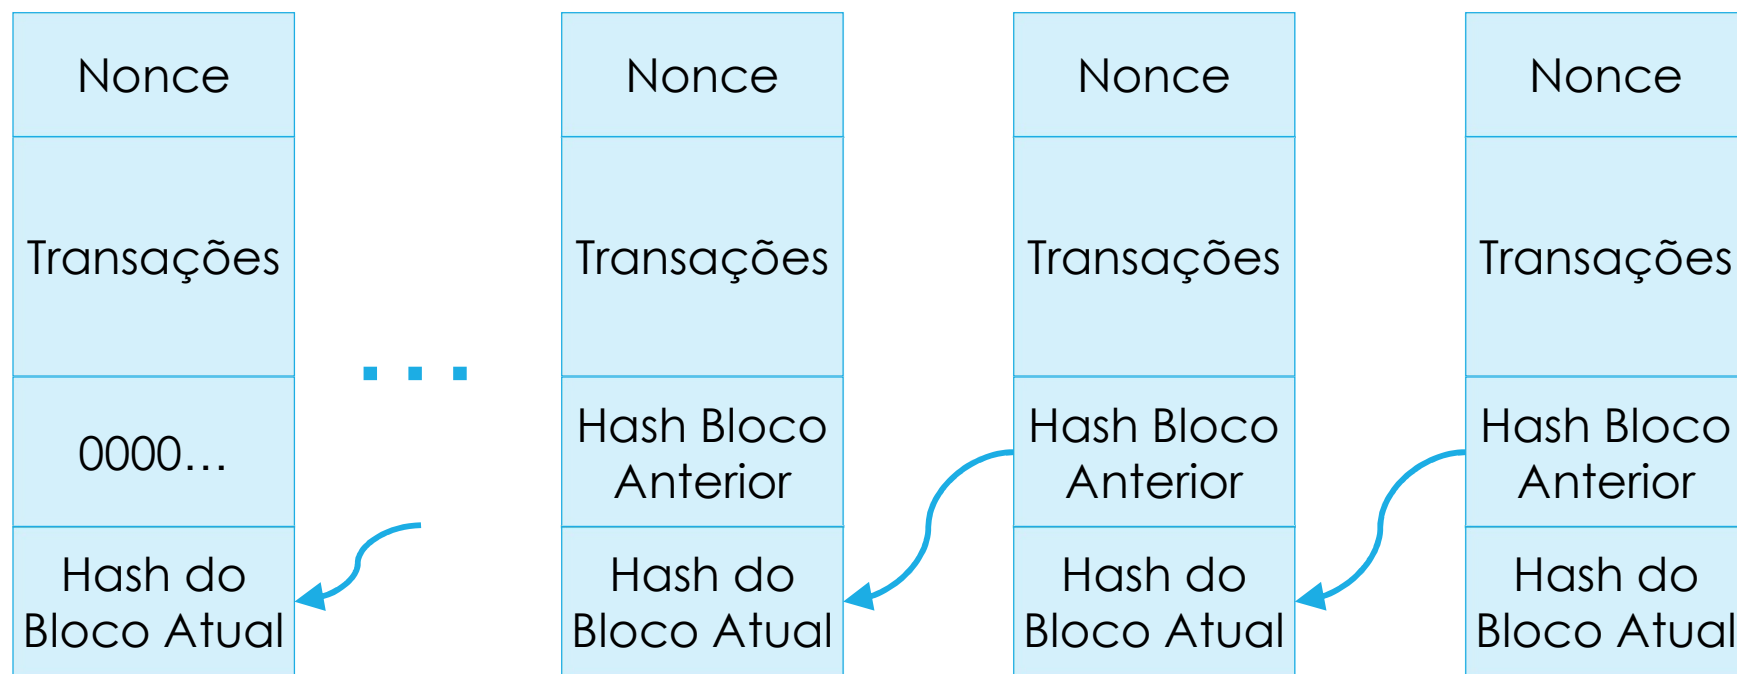 Nonce
Transações
0000...
Hash do
Bloco Atual
...
Nonce
Transações
Hash Bloco
Anterior
Hash do
Bloco Atual
Nonce
Transações
Hash Bloco
Anterior
Hash do
Bloco Atual
Nonce
Transações
Hash Bloco
Anterior
Hash do
Bloco Atual